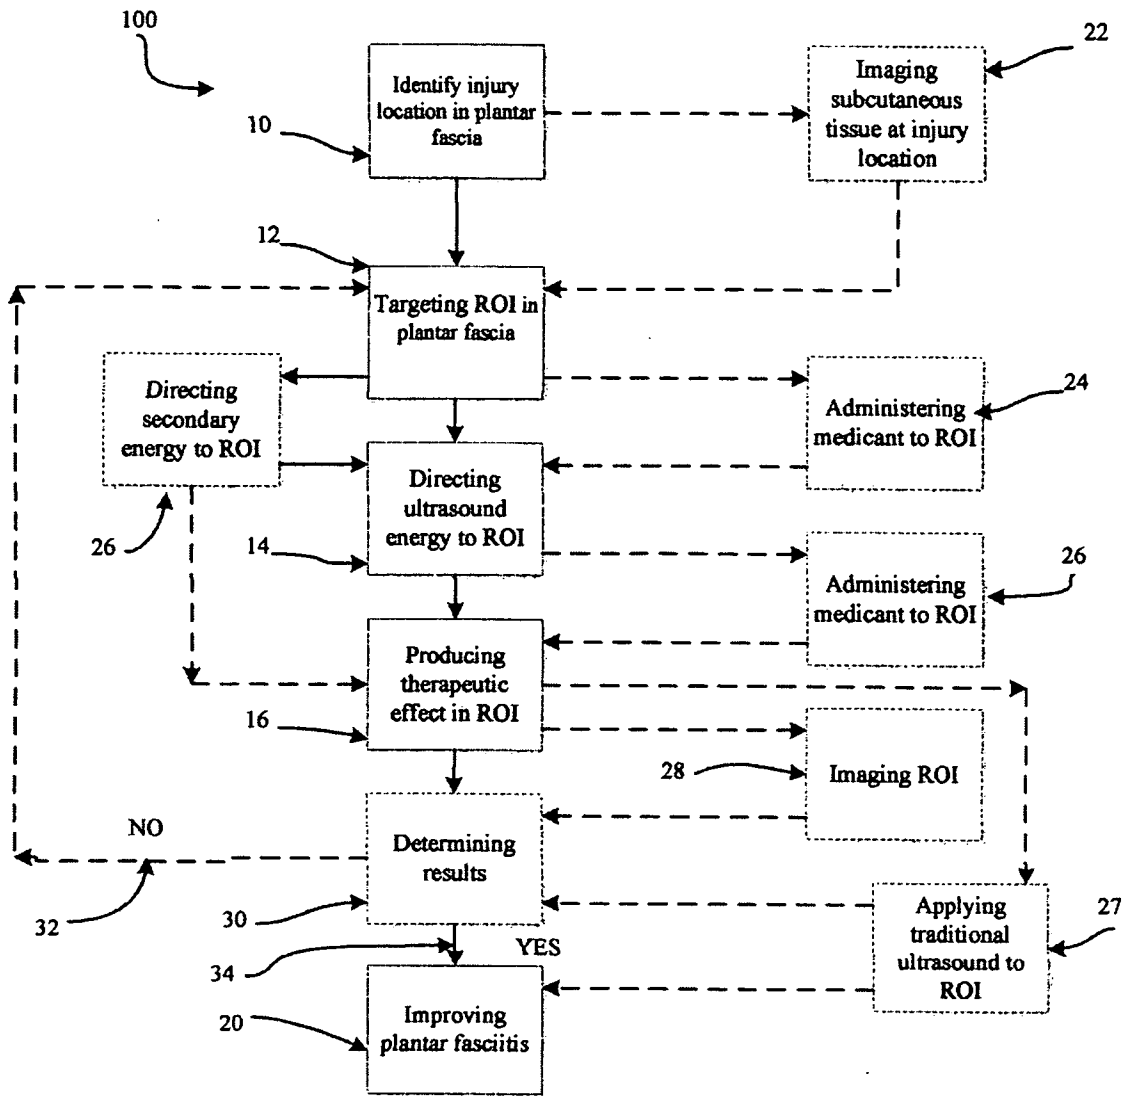 100
22
Identify injury
location in plantar
fascia
10
Imaging
subcutaneous
tissue at injury
location
12
Targeting ROI in
plantar fascia
Directing
secondary
energy to ROI
24
Administering
medicant to ROI
Directing
ultrasound
energy to ROI
26
14
26
Administering
medicant to ROI
Producing
therapeutic
effect in ROI
16
28
Imaging ROI
NO
Determining
results
32
30
27
Applying
traditional
ultrasound to
ROI
34
YES
20
Improving
plantar fasciitis